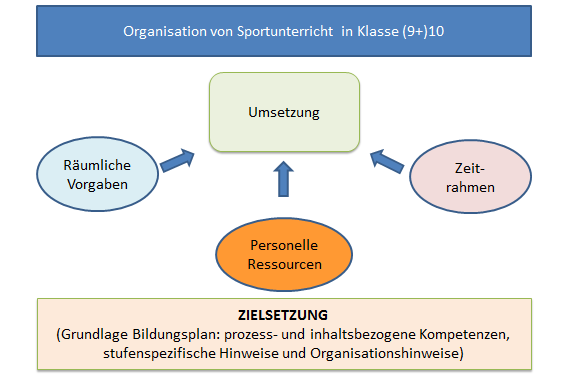 Organisation von Sportunterricht in Klasse (9+)10
Umsetzung
Räumliche
Vorgaben
Zeit-
rahmen
Personelle
Ressourcen
ZIELSETZUNG
(Grundlage Bildungsplan: prozess- und inhaltsbezogene Kompetenzen,
stufenspezifische Hinweise und Organisationshinweise)